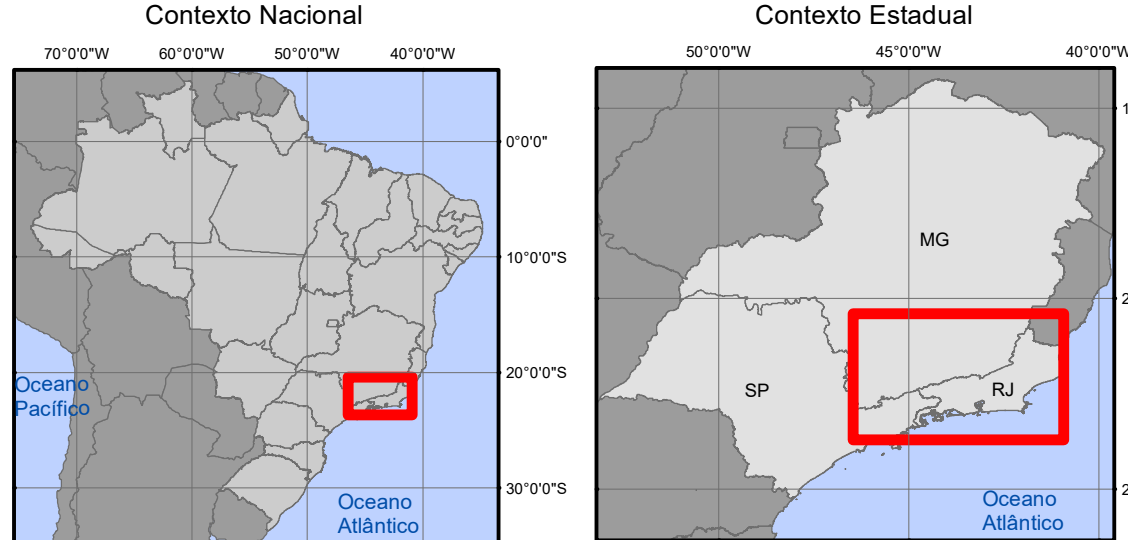 Contexto Nacional
Contexto Estadual
70°0'0"W 60°0'0"W 50°0'0"W 40°0'0"W
50°0'0"W 45°0'0"W 40°0'0"W
0°0'0"
10°0'0"S
20°0'0"S
30°0'0"S
Oceano
Pacífico
Oceano
Atlântico
MG
SP
RJ
Oceano
Atlântico